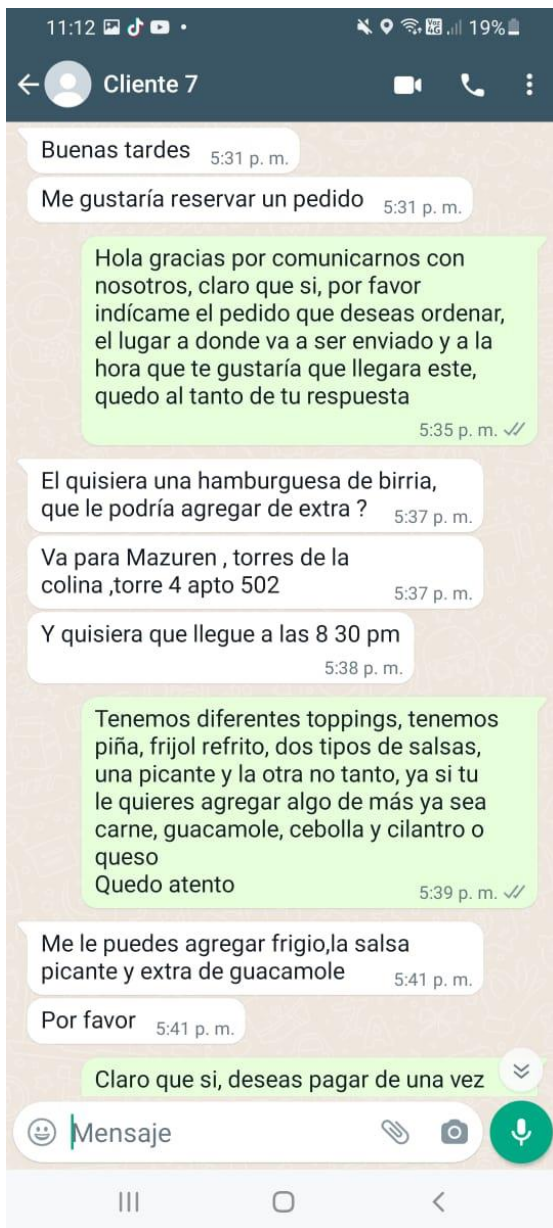 11:12
Vo) 4G 19%
Cliente 7
Buenas tardes 5:31 p. m.
Me gustaría reservar un pedido 5:31 p. m.
Hola gracias por comunicarnos con
nosotros, claro que si, por favor
indícame el pedido que deseas ordenar,
el lugar a donde va a ser enviado y a la
hora que te gustaría que llegara este,
quedo al tanto de tu respuesta
5:35 p. m.
El quisiera una hamburguesa de birria,
que le podría agregar de extra ? 5:37 p. m.
Va para Mazuren , torres de la
colina ,torre 4 apto 502 5:37 p. m.
Y quisiera que llegue a las 8 30 pm
5:38 p. m.
Tenemos diferentes toppings, tenemos
piña, frijol refrito, dos tipos de salsas,
una picante y la otra no tanto, ya si tu
le quieres agregar algo de más ya sea
carne, guacamole, cebolla y cilantro o
queso
Quedo atento 5:39 p. m.
Me le puedes agregar frigio,la salsa
picante y extra de guacamole 5:41 p. m.
Por favor 5:41 p. m.
Claro que si, deseas pagar de una vez
Mensaje